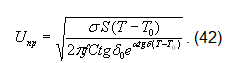 U_{пр} = \sqrt{\frac{\sigma S(T - T_0)}{2\pi f C tg \delta_0 e^{\alpha tg\delta(T - T_0)}}} . (42)